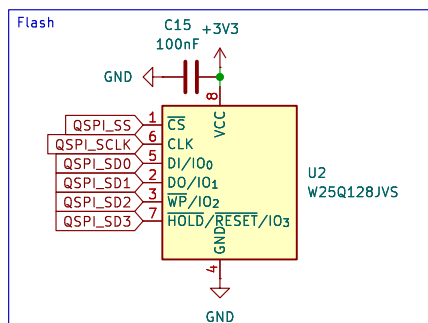 Flash
C15
100nF
+3V3
GND
8
VCC
QSPI_SS 1 CS
QSPI_SCLK 6 CLK
QSPI_SD0 5 DI/IO0
QSPI_SD1 2 DO/IO1
QSPI_SD2 3 WP/IO2
QSPI_SD3 7 HOLD/RESET/IO3
U2
W25Q128JVS
GND
4
GND